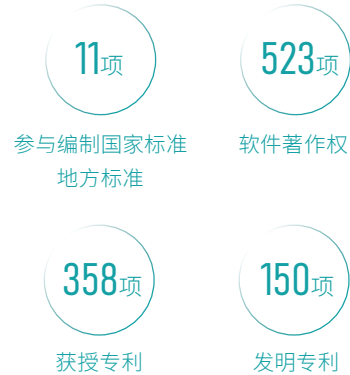 11项
523项
参与编制国家标准
地方标准
软件著作权
358项
150项
获授专利
发明专利